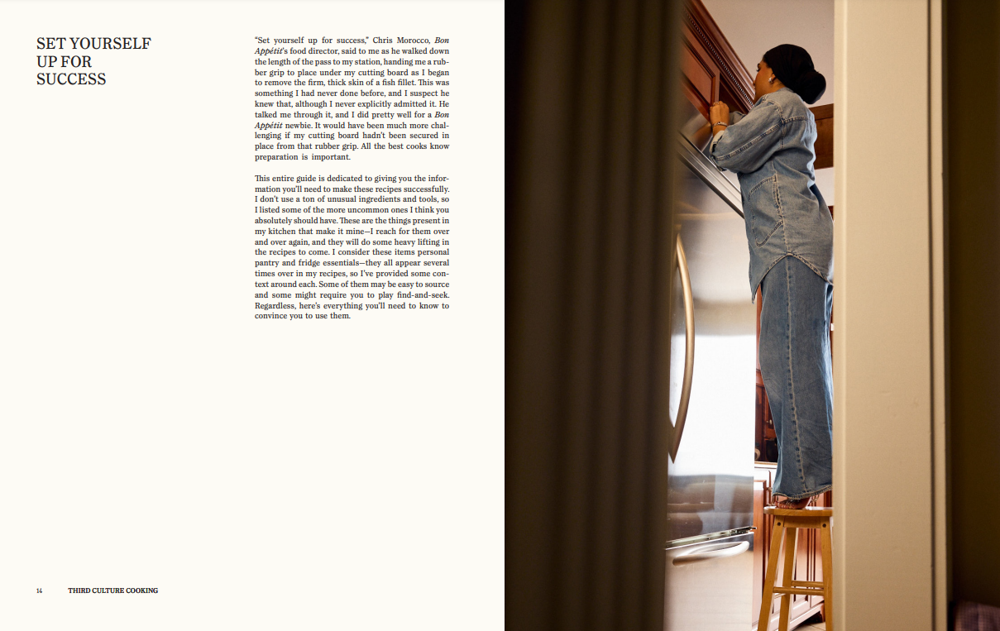 SET YOURSELF
UP FOR
SUCCESS
“Set yourself up for success,” Chris Morocco, Bon
Appétit’s food director, said to me as he walked down
the length of the pass to my station, handing me a rub-
ber grip to place under my cutting board as I began
to remove the firm, thick skin of a fish fillet. This was
something I had never done before, and I suspect he
knew that, although I never explicitly admitted it. He
talked me through it, and I did pretty well for a Bon
Appétit newbie. It would have been much more chal-
lenging if my cutting board hadn’t been secured in
place from that rubber grip. All the best cooks know
preparation is important.
This entire guide is dedicated to giving you the infor-
mation you’ll need to make these recipes successfully.
I don’t use a ton of unusual ingredients and tools, so
I listed some of the more uncommon ones I think you
absolutely should have. These are the things present in
my kitchen that make it mine—I reach for them over
and over again, and they will do some heavy lifting in
the recipes to come. I consider these items personal
pantry and fridge essentials—they all appear several
times over in my recipes, so I’ve provided some con-
text around each. Some of them may be easy to source
and some might require you to play find-and-seek.
Regardless, here’s everything you’ll need to know to
convince you to use them.
14 THIRD CULTURE COOKING